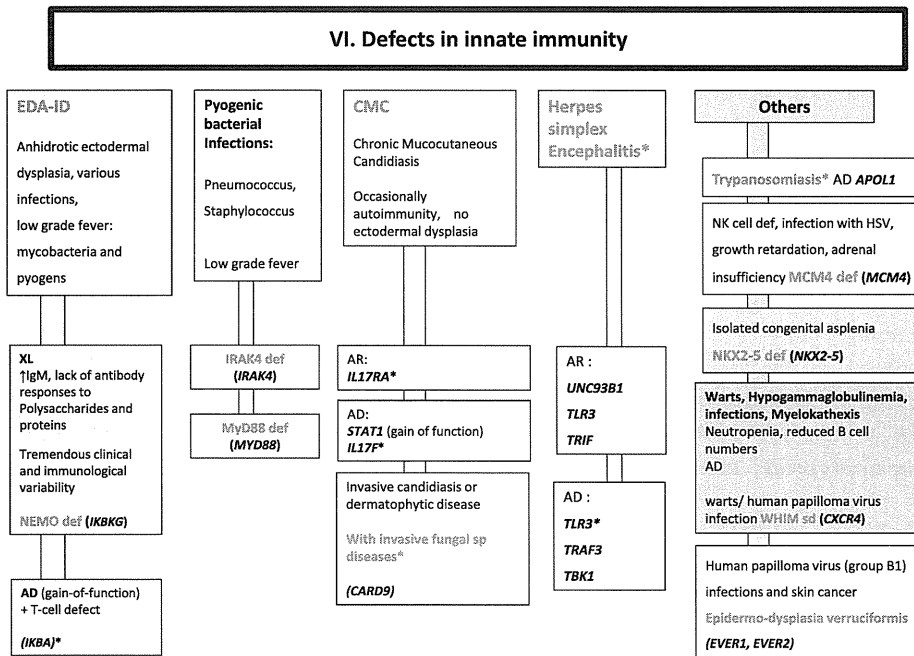 VI. Defects in innate immunity
EDA-ID
Anhidrotic ectodermal
dysplasia, various
infections,
low grade fever:
mycobacteria and
pyogens
XL
↑IgM, lack of antibody
responses to
Polysaccharides and
proteins
Tremendous clinical
and immunological
variability
NEMO def (IKBKG)
AD (gain-of-function)
+ T-cell defect
(IKBA)*
Pyogenic
bacterial
Infections:
Pneumococcus,
Staphylococcus
Low grade fever
IRAK4 def
(IRAK4)
MyD88 def
(MYD88)
CMC
Chronic Mucocutaneous
Candidiasis
Occasionally
autoimmunity, no
ectodermal dysplasia
AR:
IL17RA*
AD:
STAT1 (gain of function)
IL17F*
Invasive candidiasis or
dermatophytic disease
With invasive fungal sp
diseases*
(CARD9)
Herpes
simplex
Encephalitis*
AR :
UNC93B1
TLR3
TRIF
AD :
TLR3*
TRAF3
TBK1
Others
Trypanosomiasis* AD APOL1
NK cell def, infection with HSV,
growth retardation, adrenal
insufficiency MCM4 def (MCM4)
Isolated congenital asplenia
NKX2-5 def (NKX2-5)
Warts, Hypogammaglobulinemia,
infections, Myelokathexis
Neutropenia, reduced B cell
numbers
AD
warts/ human papilloma virus
infection WHIM sd (CXCR4)
Human papilloma virus (group B1)
infections and skin cancer
Epidermo-dysplasia verruciformis
(EVER1, EVER2)